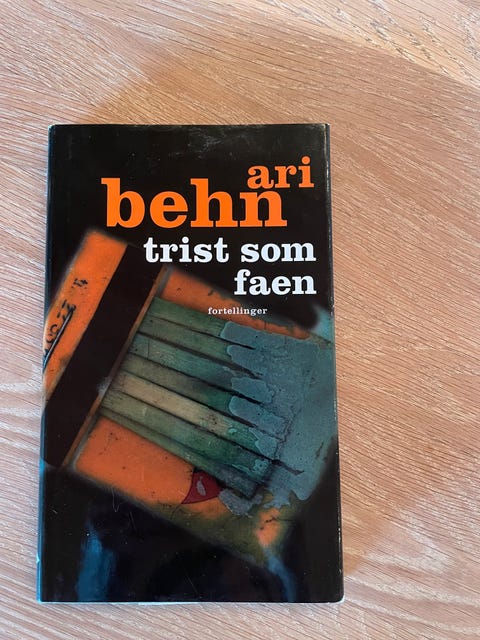 ari
behn
trist som
faen
fortellinger